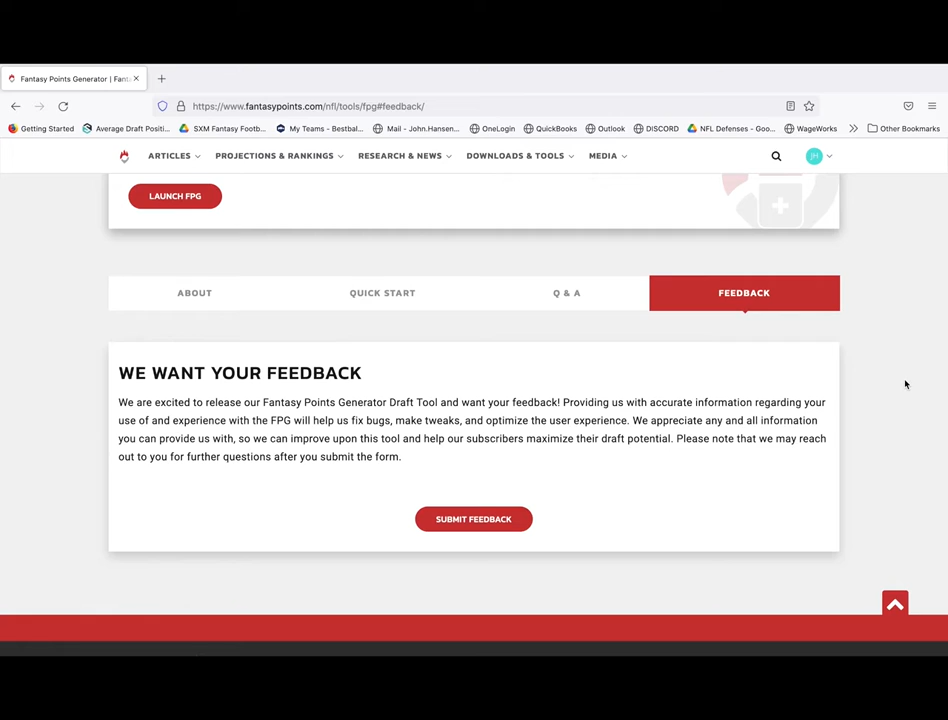 Fantasy Points Generator | Fant
https://www.fantasypoints.com/nfl/tools/fpg#feedback/
Getting Started Average Draft Positi... SXM Fantasy Footb... My Teams - Bestbal... Mail - John.Hansen... OneLogin QuickBooks Outlook DISCORD NFL Defenses - Goo... WageWorks Other Bookmarks
ARTICLES PROJECTIONS & RANKINGS RESEARCH & NEWS DOWNLOADS & TOOLS MEDIA JH
LAUNCH FPG
ABOUT QUICK START Q & A FEEDBACK
WE WANT YOUR FEEDBACK
We are excited to release our Fantasy Points Generator Draft Tool and want your feedback! Providing us with accurate information regarding your
use of and experience with the FPG will help us fix bugs, make tweaks, and optimize the user experience. We appreciate any and all information
you can provide us with, so we can improve upon this tool and help our subscribers maximize their draft potential. Please note that we may reach
out to you for further questions after you submit the form.
SUBMIT FEEDBACK